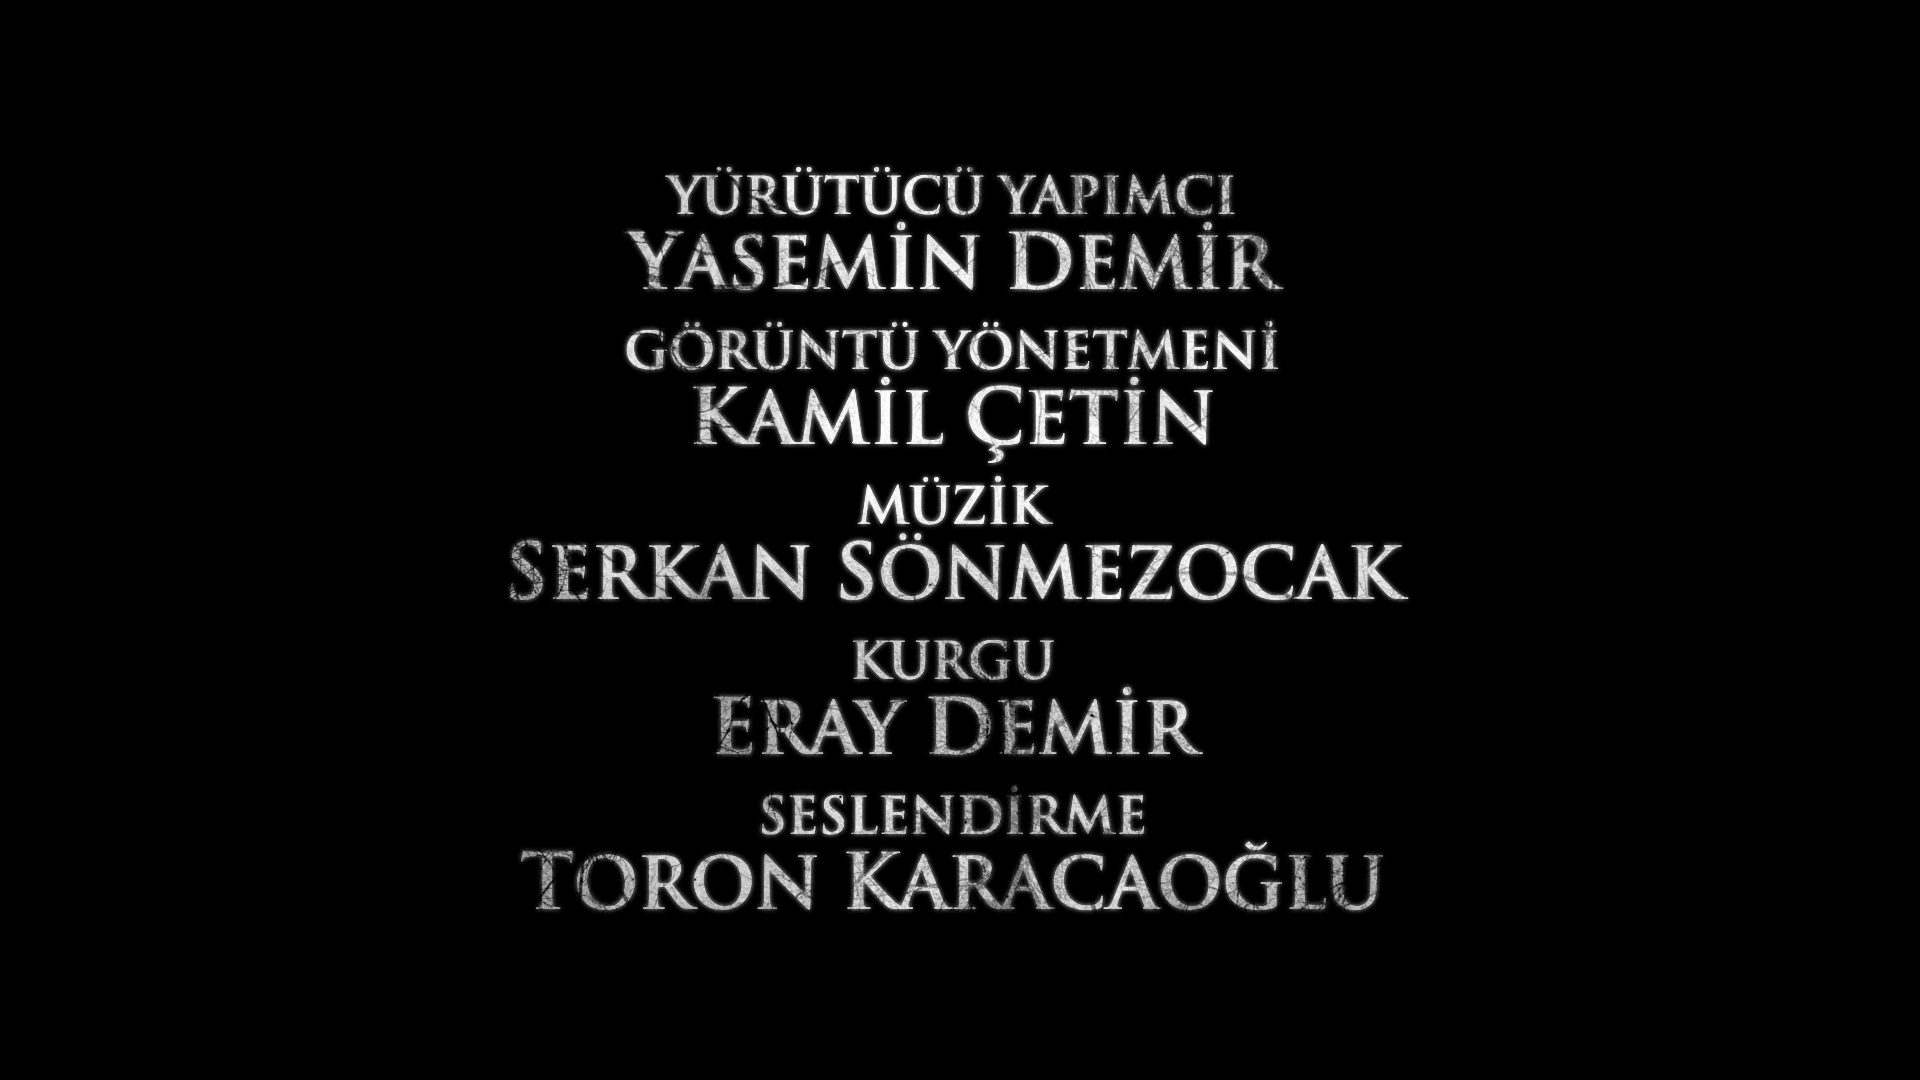 YÜRÜTÜCÜ YAPIMCI
YASEMİN DEMİR
GÖRÜNTÜ YÖNETMENİ
KAMİL ÇETİN
MÜZİK
SERKAN SÖNMEZOCAK
KURGU
ERAY DEMİR
SESLENDİRME
TORON KARACAOĞLU